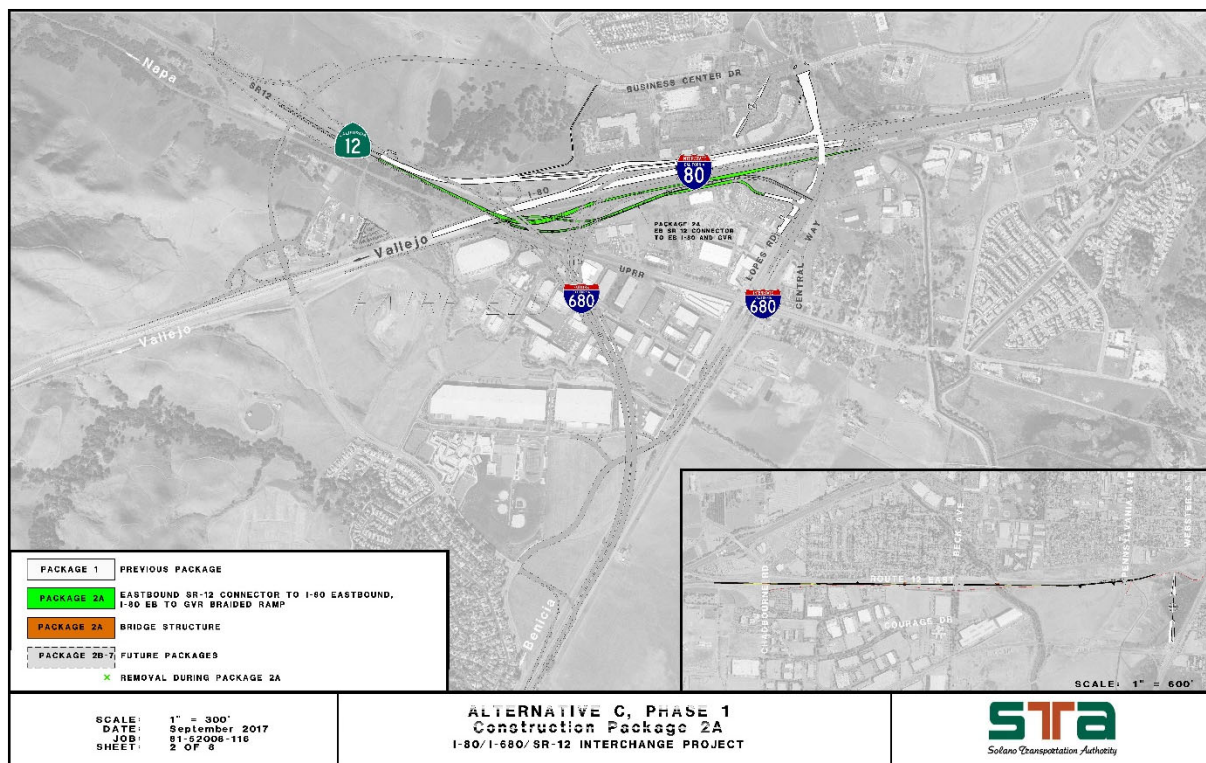 Napa
SR12
CALIFORNIA
12
BUSINESS CENTER DR
I-80
CALIFORNIA
80
Vallejo
Vallejo
PACKAGE 2A
EB SR 12 CONNECTOR
TO EB I-80 AND GVR
LOPES RD
CENTRAL WAY
UPRR
680
680
Benicia
BECK AVE
PENNSYLVANIA AVE
WEBSTER ST
COURAGE DR
SCALE: 1" = 600'
PACKAGE 1 PREVIOUS PACKAGE
PACKAGE 2A EASTBOUND SR-12 CONNECTOR TO I-80 EASTBOUND,
I-80 EB TO GVR BRAIDED RAMP
PACKAGE 2A BRIDGE STRUCTURE
PACKAGE 2B-7 FUTURE PACKAGES
× REMOVAL DURING PACKAGE 2A
SCALE: 1" = 300'
DATE: September 2017
JOB: 81-52006-116
SHEET: 2 OF 8
ALTERNATIVE C, PHASE 1
Construction Package 2A
I-80/I-680/SR-12 INTERCHANGE PROJECT
STA
Solano Transportation Authority